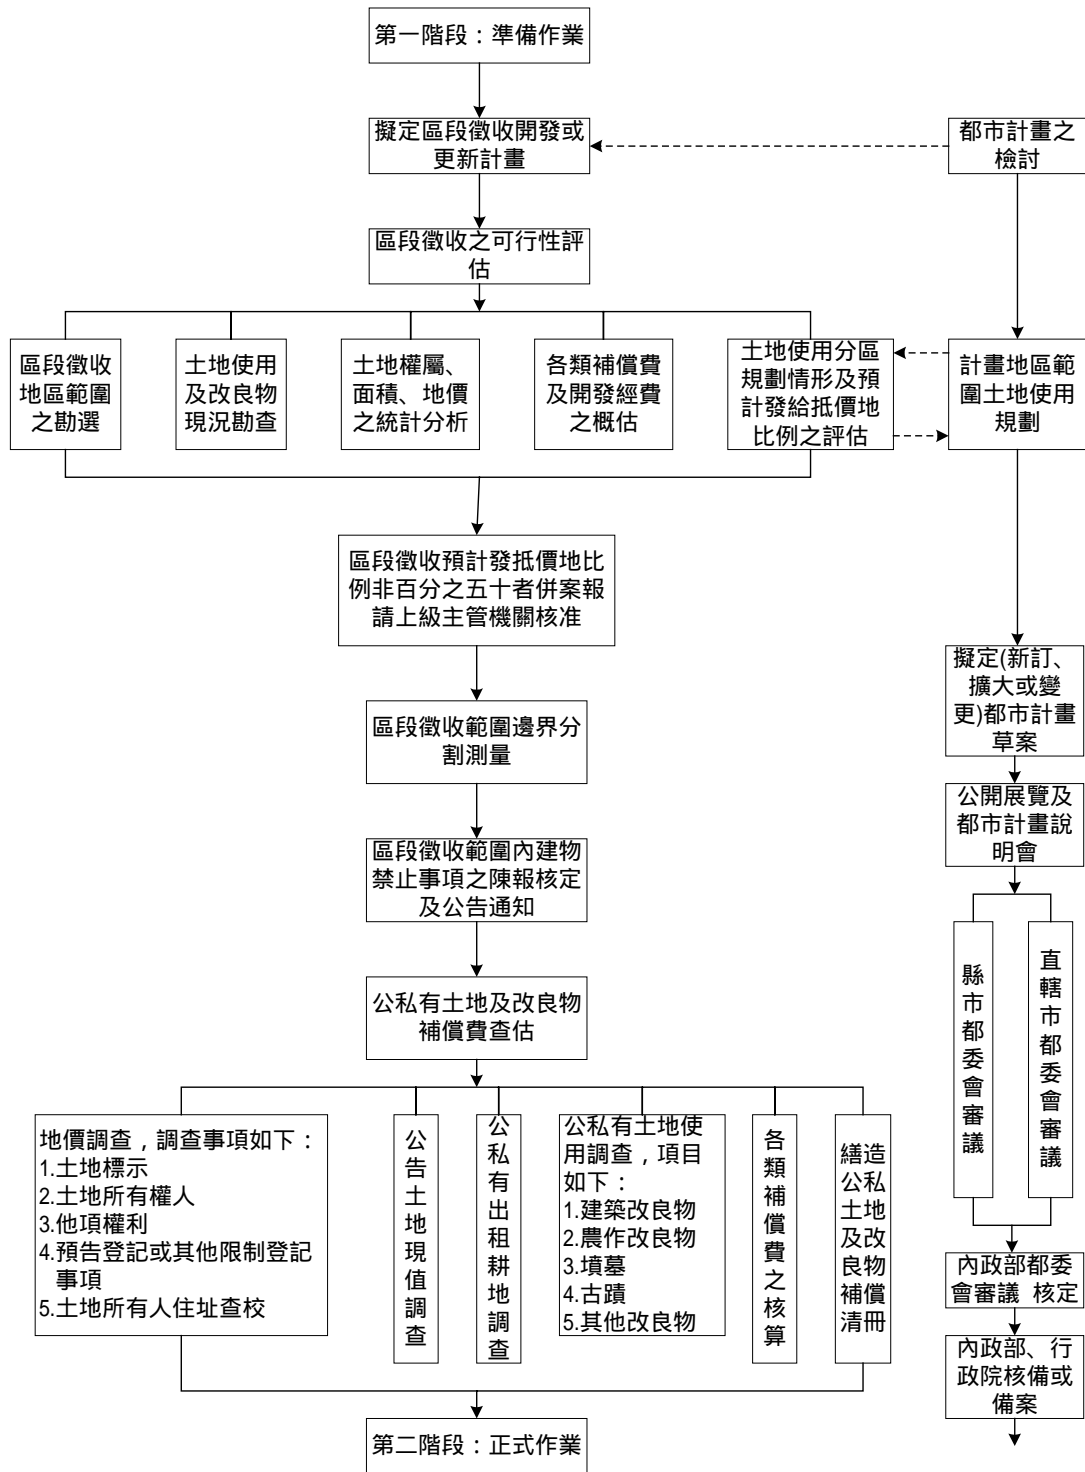 第一階段：準備作業
擬定區段徵收開發或
更新計畫
都市計畫之
檢討
區段徵收之可行性評
估
區段徵收
地區範圍
之勘選
土地使用
及改良物
現況勘查
土地權屬、
面積、地價
之統計分析
各類補償費
及開發經費
之概估
土地使用分區
規劃情形及預
計發給抵價地
比例之評估
計畫地區範
圍土地使用
規劃
區段徵收預計發抵價地比
例非百分之五十者併案報
請上級主管機關核准
擬定(新訂、
擴大或變
更)都市計畫
草案
區段徵收範圍邊界分
割測量
公開展覽及
都市計畫說
明會
區段徵收範圍內建物
禁止事項之陳報核定
及公告通知
縣市都委會審議
直轄市都委會審議
公私有土地及改良物
補償費查估
地價調查，調查事項如下：
1.土地標示
2.土地所有權人
3.他項權利
4.預告登記或其他限制登記
事項
5.土地所有人住址查校
公告土地現值調查
公私有出租耕地調查
公私有土地使
用調查，項目
如下：
1.建築改良物
2.農作改良物
3.墳墓
4.古蹟
5.其他改良物
各類補償費之核算
繕造
公私
土地
及改
良物
補償
清冊
內政部都委
會審議 核定
內政部、行
政院核備或
備案
第二階段：正式作業